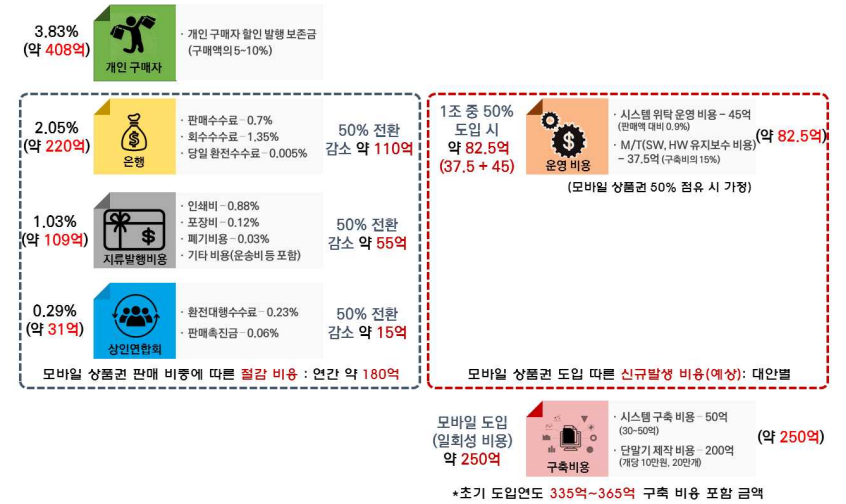 3.83%
(약 408억)
개인 구매자
· 개인 구매자 할인 발행 보존금
(구매액의 5~10%)
2.05%
(약 220억)
은행
· 판매수수료 – 0.7%
· 회수수수료 – 1.35%
· 당일 환전수수료 – 0.005%
50% 전환
감소 약 110억
1.03%
(약 109억)
지류발행비용
· 인쇄비 – 0.88%
· 포장비 – 0.12%
· 폐기비용 – 0.03%
· 기타 비용(운송비 등 포함)
50% 전환
감소 약 55억
0.29%
(약 31억)
상인연합회
· 환전대행수수료 – 0.23%
· 판매촉진금 – 0.06%
50% 전환
감소 약 15억
모바일 상품권 판매 비중에 따른 절감 비용 : 연간 약 180억
1조 중 50%
도입 시
약 82.5억
(37.5 + 45)
운영 비용
· 시스템 위탁 운영 비용 – 45억
(판매액 대비 0.9%)
· M/T(SW, HW 유지보수 비용)
– 37.5억 (구축비의 15%)
(약 82.5억)
(모바일 상품권 50% 점유 시 가정)
모바일 상품권 도입 따른 신규발생 비용(예상): 대안별
모바일 도입
(일회성 비용)
약 250억
구축비용
· 시스템 구축 비용 – 50억
(30~50억)
· 단말기 제작 비용 – 200억
(개당 10만원, 20만개)
(약 250억)
*초기 도입연도 335억~365억 구축 비용 포함 금액